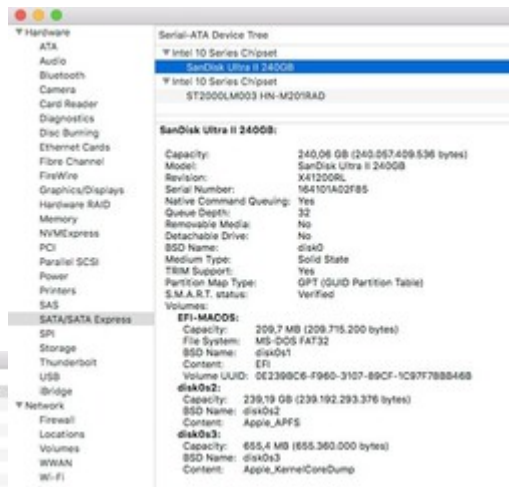 Hardware
ATA
Audio
Bluetooth
Camera
Card Reader
Diagnostics
Disc Burning
Ethernet Cards
Fibre Channel
FireWire
Graphics/Displays
Hardware RAID
Memory
NVMExpress
PCI
Parallel SCSI
Power
Printers
SAS
SATA/SATA Express
SPI
Storage
Thunderbolt
USB
iBridge
Network
Firewall
Locations
Volumes
WWAN
Wi-Fi
Serial-ATA Device Tree
Intel 10 Series Chipset
SanDisk Ultra II 240GB
Intel 10 Series Chipset
ST2000LM003 HN-M201RAD
SanDisk Ultra II 240GB:
Capacity: 240,06 GB (240.057.409.536 bytes)
Model: SanDisk Ultra II 240GB
Revision: X41200RL
Serial Number: 164101A02F85
Native Command Queuing: Yes
Queue Depth: 32
Removable Media: No
Detachable Drive: No
BSD Name: disk0
Medium Type: Solid State
TRIM Support: Yes
Partition Map Type: GPT (GUID Partition Table)
S.M.A.R.T. status: Verified
Volumes:
EFI-MACOS:
Capacity: 209,7 MB (209.715.200 bytes)
File System: MS-DOS FAT32
BSD Name: disk0s1
Content: EFI
Volume UUID: 0E2398C6-F960-3107-89CF-1C97F78BB46B
disk0s2:
Capacity: 239,19 GB (239.192.293.376 bytes)
BSD Name: disk0s2
Content: Apple_APFS
disk0s3:
Capacity: 655,4 MB (655.360.000 bytes)
BSD Name: disk0s3
Content: Apple_KernelCoreDump